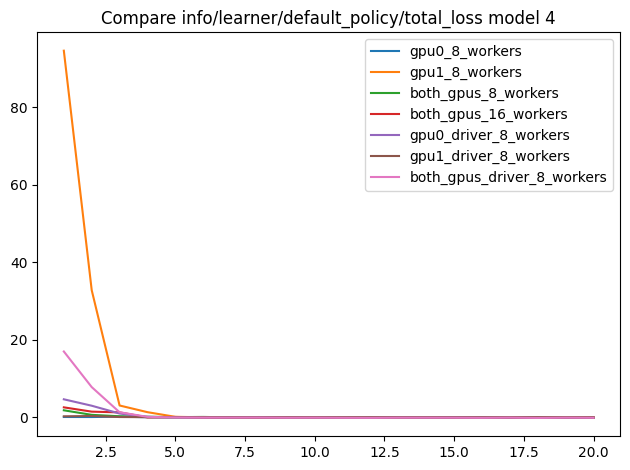 Compare info/learner/default_policy/total_loss model 4
gpu0_8_workers
gpu1_8_workers
both_gpus_8_workers
both_gpus_16_workers
gpu0_driver_8_workers
gpu1_driver_8_workers
both_gpus_driver_8_workers
80
60
40
20
0
2.5 5.0 7.5 10.0 12.5 15.0 17.5 20.0